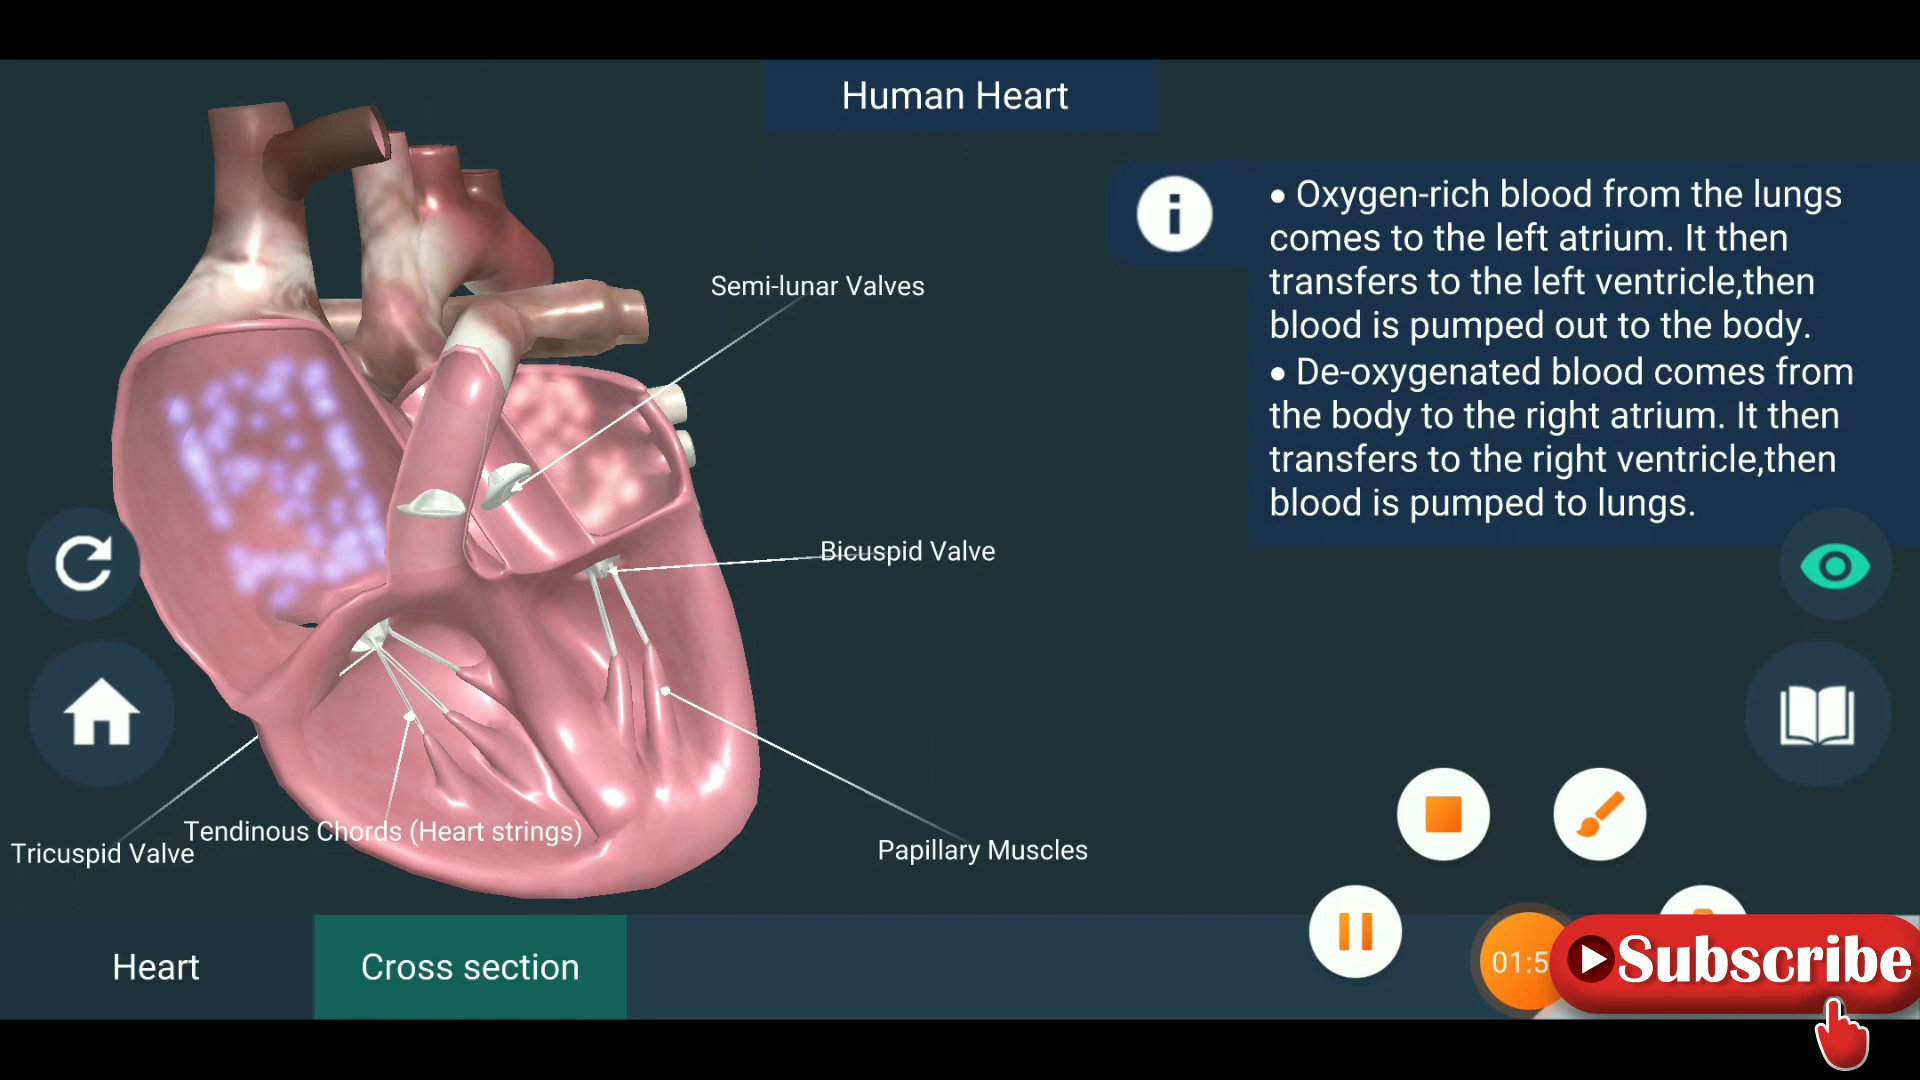 Human Heart
• Oxygen-rich blood from the lungs
comes to the left atrium. It then
transfers to the left ventricle,then
blood is pumped out to the body.
• De-oxygenated blood comes from
the body to the right atrium. It then
transfers to the right ventricle,then
blood is pumped to lungs.
Semi-lunar Valves
Bicuspid Valve
Tendinous Chords (Heart strings)
Tricuspid Valve
Papillary Muscles
Heart
Cross section
01:5
Subscribe